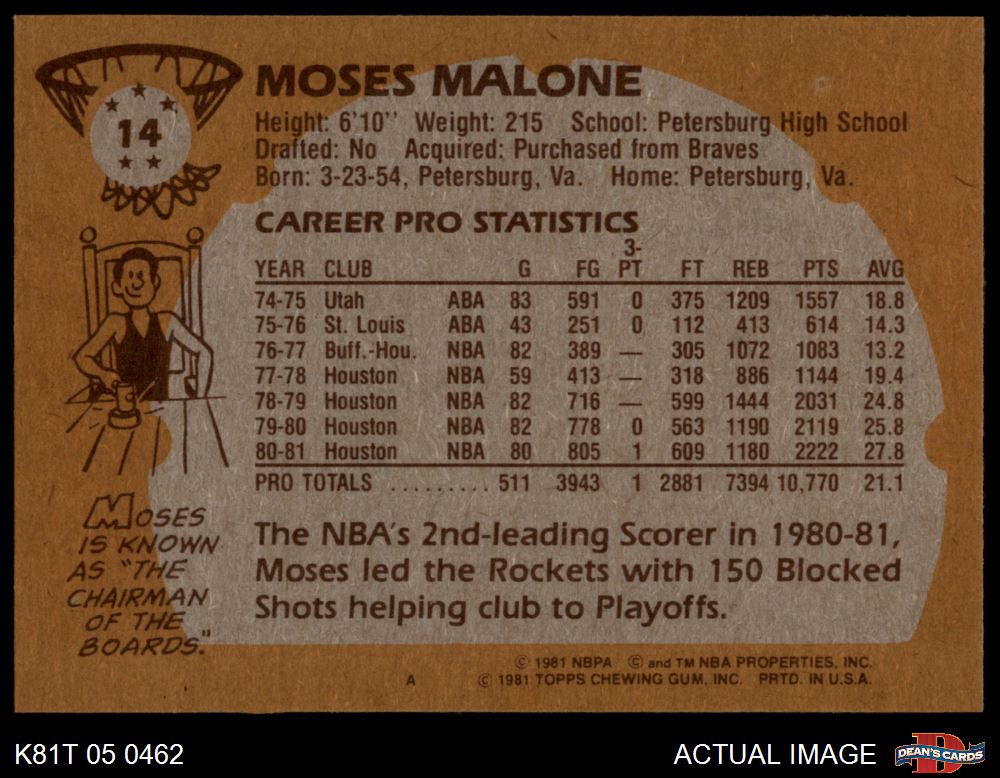 14
MOSES MALONE
Height: 6'10'' Weight: 215 School: Petersburg High School
Drafted: No Acquired: Purchased from Braves
Born: 3-23-54, Petersburg, Va. Home: Petersburg, Va.
CAREER PRO STATISTICS
YEAR CLUB G FG 3-PT FT REB PTS AVG
74-75 Utah ABA 83 591 0 375 1209 1557 18.8
75-76 St. Louis ABA 43 251 0 112 413 614 14.3
76-77 Buff.-Hou. NBA 82 389 — 305 1072 1083 13.2
77-78 Houston NBA 59 413 — 318 886 1144 19.4
78-79 Houston NBA 82 716 — 599 1444 2031 24.8
79-80 Houston NBA 82 778 0 563 1190 2119 25.8
80-81 Houston NBA 80 805 1 609 1180 2222 27.8
PRO TOTALS .......... 511 3943 1 2881 7394 10,770 21.1
MOSES
IS KNOWN
AS "THE
CHAIRMAN
OF THE
BOARDS."
The NBA's 2nd-leading Scorer in 1980-81,
Moses led the Rockets with 150 Blocked
Shots helping club to Playoffs.
© 1981 NBPA © and TM NBA PROPERTIES, INC.
A © 1981 TOPPS CHEWING GUM, INC. PRTD. IN U.S.A.
K81T 05 0462 ACTUAL IMAGE
D
DEAN'S CARDS